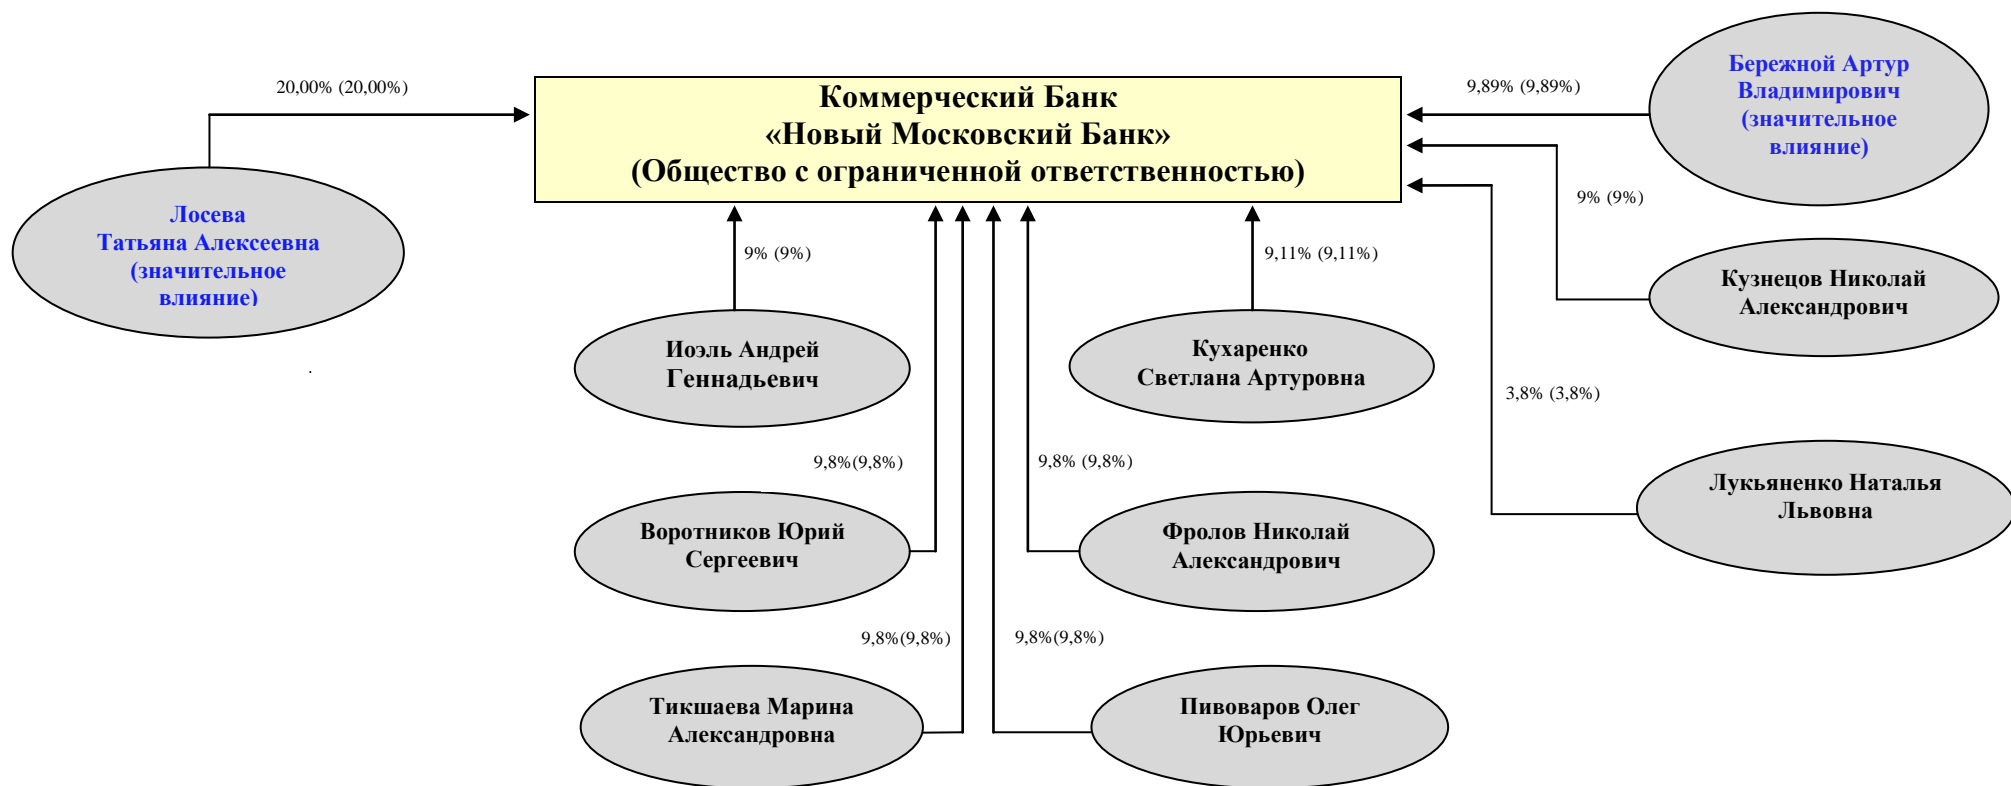 20,00% (20,00%)
Коммерческий Банк
«Новый Московский Банк»
(Общество с ограниченной ответственностью)
9,89% (9,89%)
Бережной Артур
Владимирович
(значительное
влияние)
Лосева
Татьяна Алексеевна
(значительное
влияние)
9% (9%)
9,11% (9,11%)
9% (9%)
Кузнецов Николай
Александрович
Иоэль Андрей
Геннадьевич
Кухаренко
Светлана Артуровна
3,8% (3,8%)
9,8%(9,8%)
9,8% (9,8%)
Лукьяненко Наталья
Львовна
Воротников Юрий
Сергеевич
Фролов Николай
Александрович
9,8%(9,8%)
9,8%(9,8%)
Тикшаева Марина
Александровна
Пивоваров Олег
Юрьевич